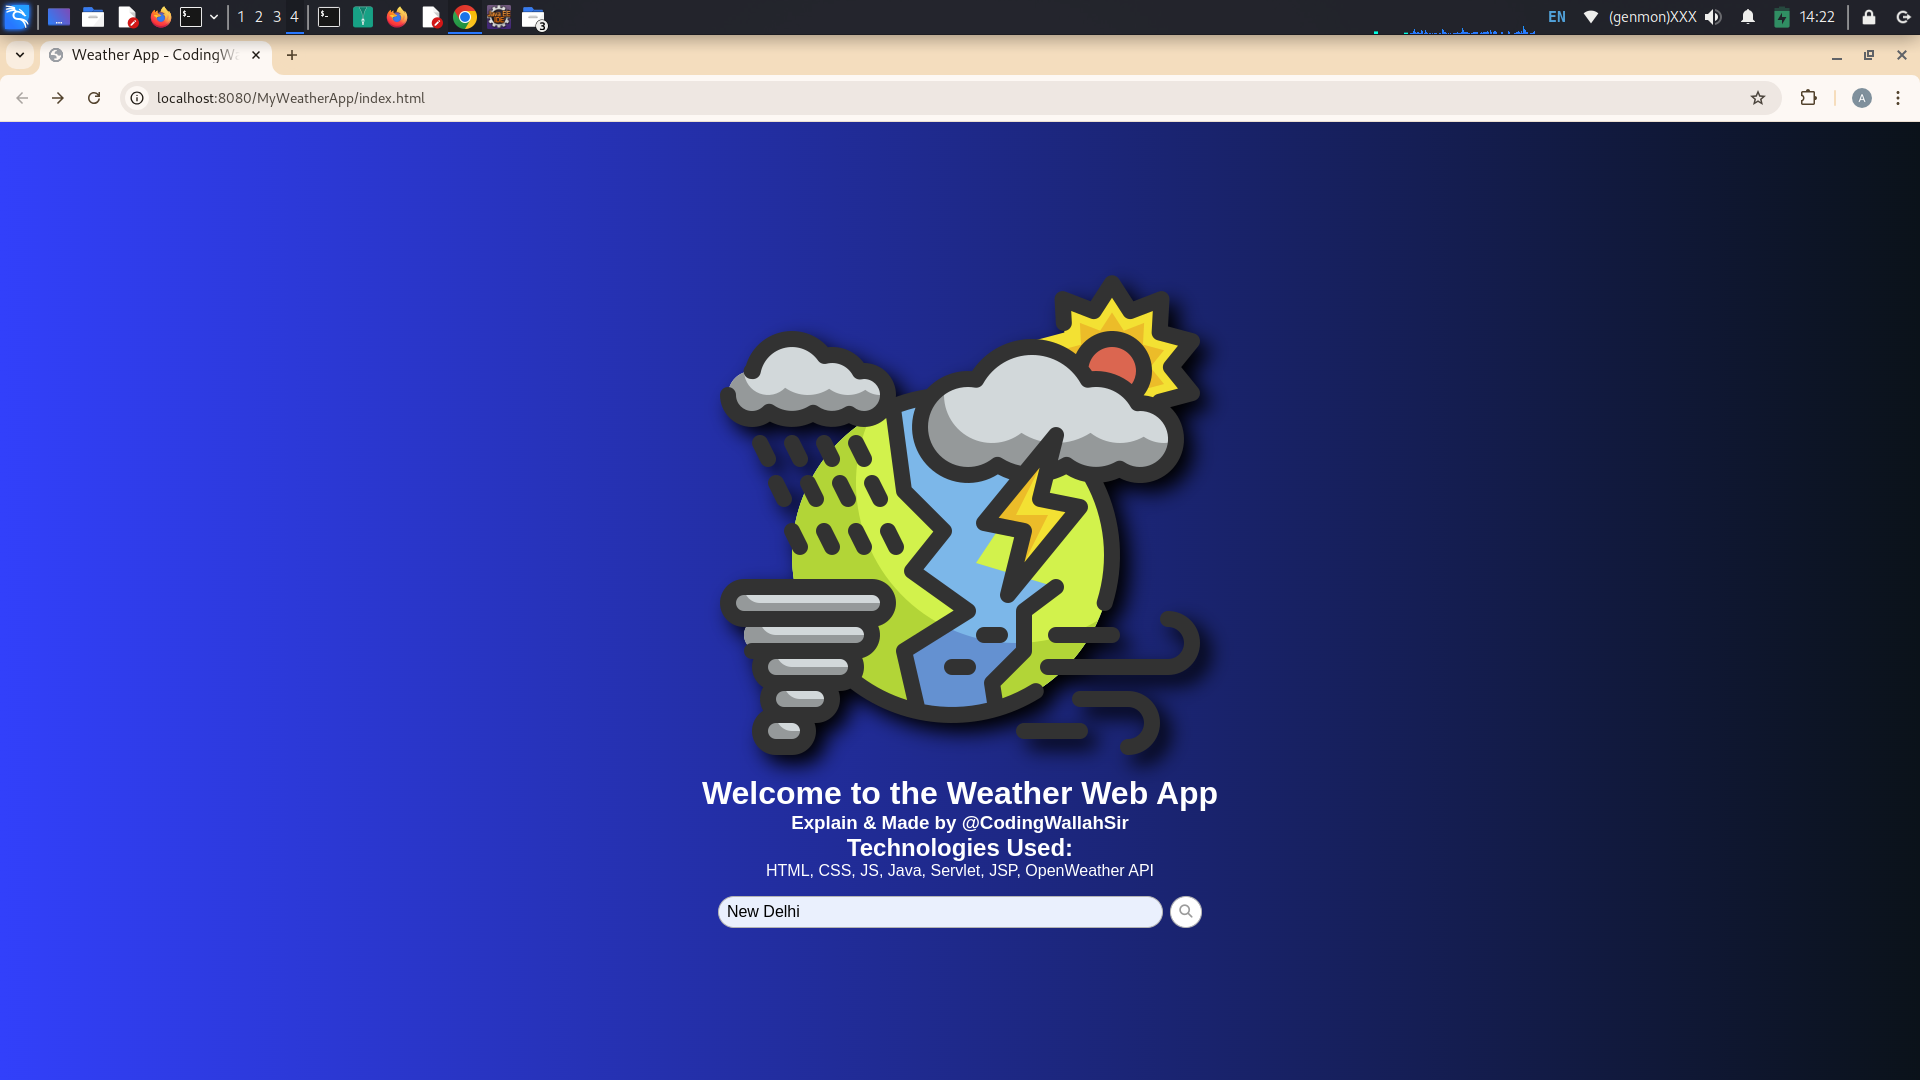 1 2 3 4
3
EN
(genmon)XXX
14:22
Weather App - CodingWa
localhost:8080/MyWeatherApp/index.html
A
Welcome to the Weather Web App
Explain & Made by @CodingWallahSir
Technologies Used:
HTML, CSS, JS, Java, Servlet, JSP, OpenWeather API
New Delhi